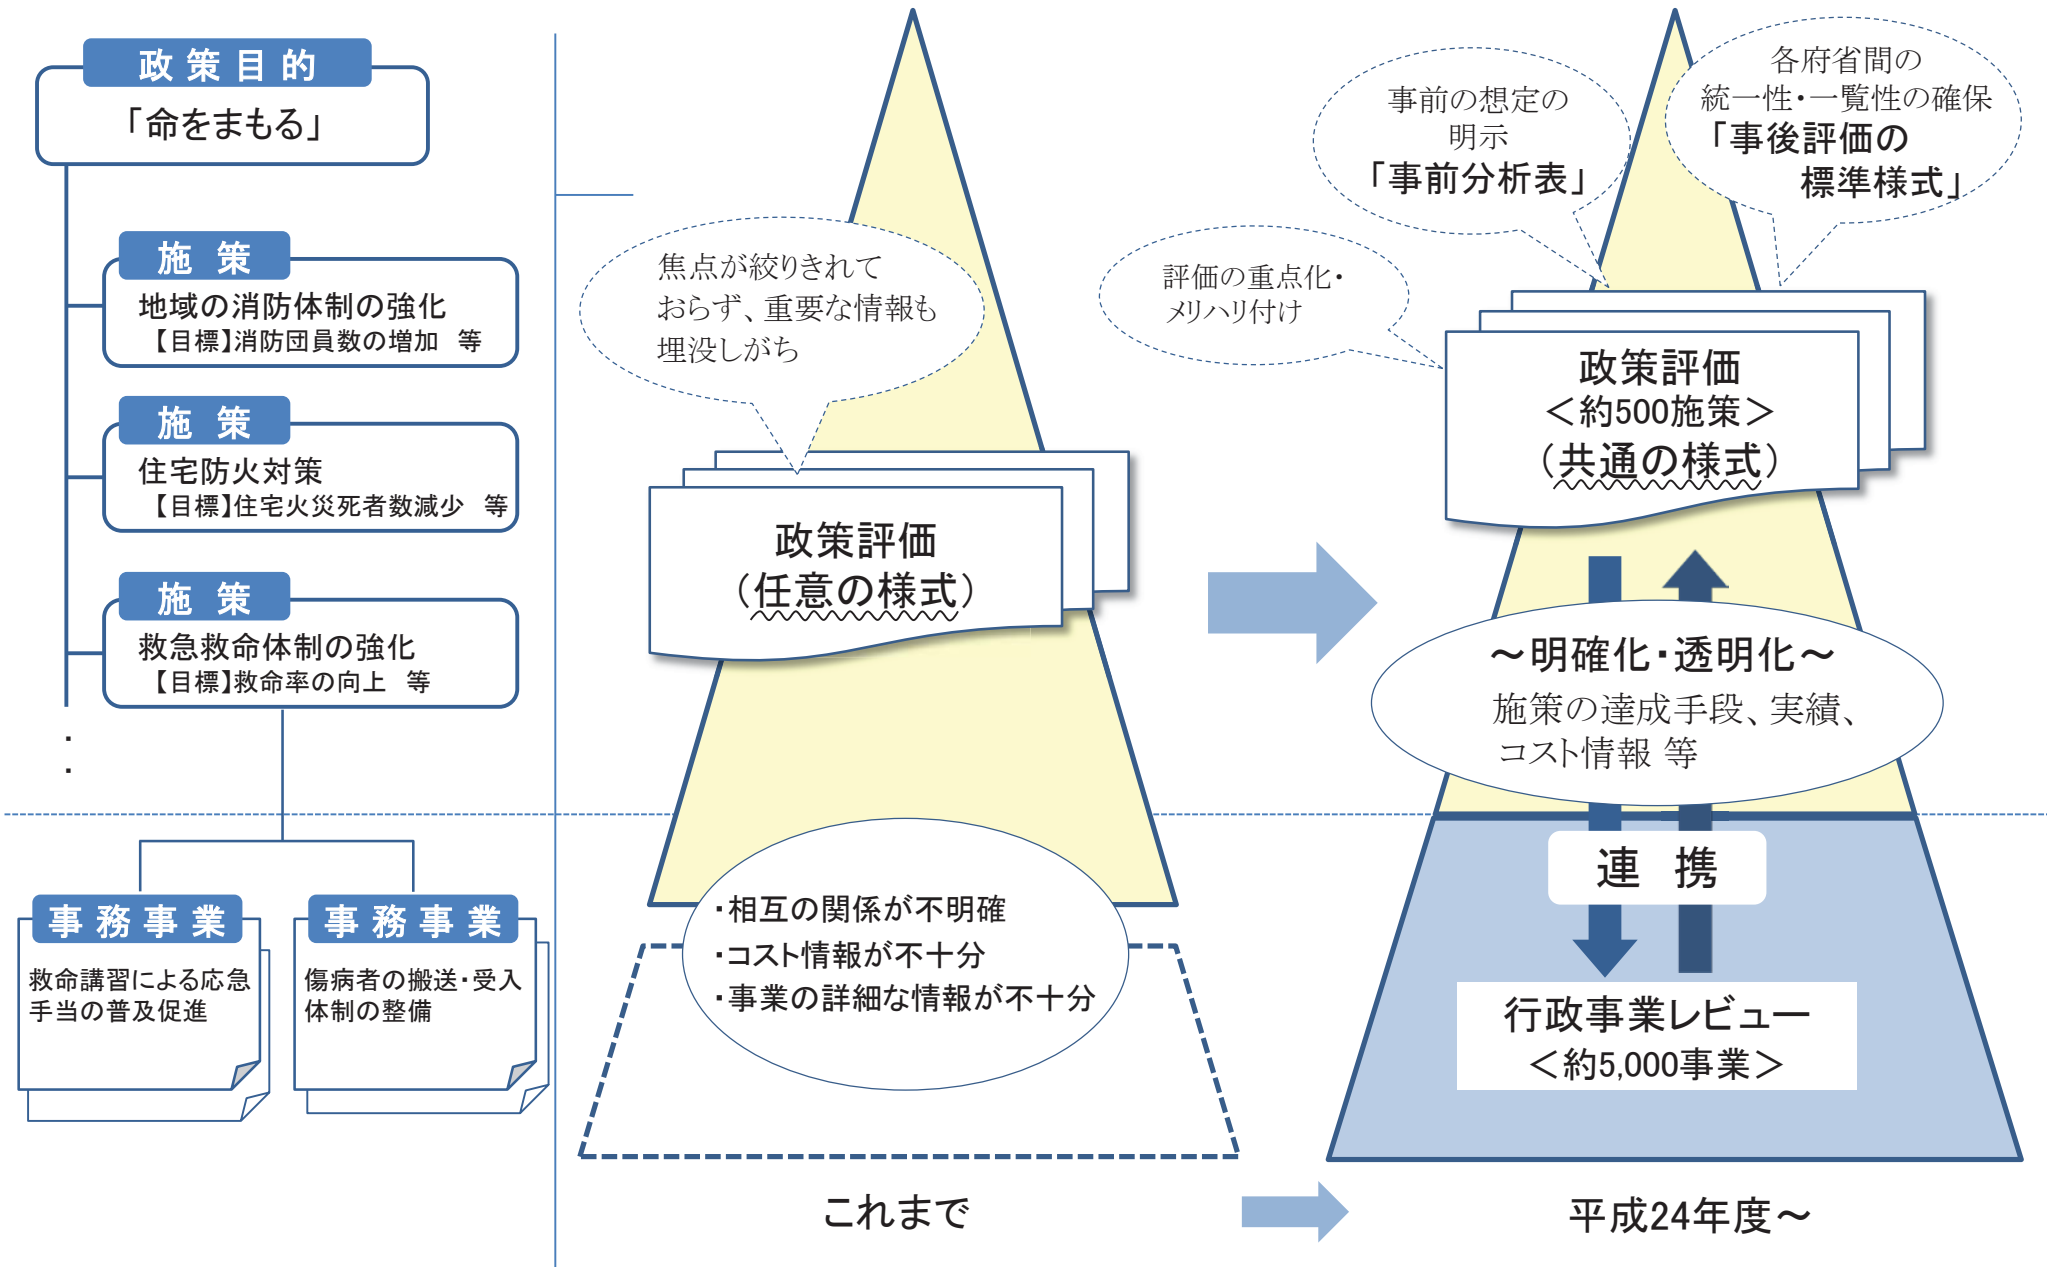 政策目的
「命をまもる」
施 策
地域の消防体制の強化
【目標】消防団員数の増加 等
施 策
住宅防火対策
【目標】住宅火災死者数減少 等
施 策
救急救命体制の強化
【目標】救命率の向上 等
・
・
事務事業
救命講習による応急
手当の普及促進
事務事業
傷病者の搬送・受入
体制の整備
焦点が絞りきれて
おらず、重要な情報も
埋没しがち
政策評価
(任意の様式)
・相互の関係が不明確
・コスト情報が不十分
・事業の詳細な情報が不十分
これまで
評価の重点化・
メリハリ付け
事前の想定の
明示
「事前分析表」
各府省間の
統一性・一覧性の確保
「事後評価の
標準様式」
政策評価
＜約500施策＞
(共通の様式)
～明確化・透明化～
施策の達成手段、実績、
コスト情報 等
連 携
行政事業レビュー
＜約5,000事業＞
平成24年度～